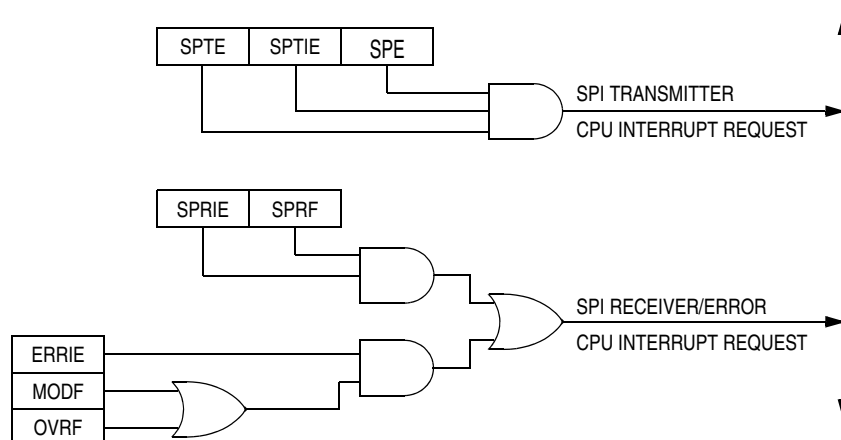 SPTE SPTIE SPE
SPI TRANSMITTER
CPU INTERRUPT REQUEST
SPRIE SPRF
SPI RECEIVER/ERROR
CPU INTERRUPT REQUEST
ERRIE
MODF
OVRF